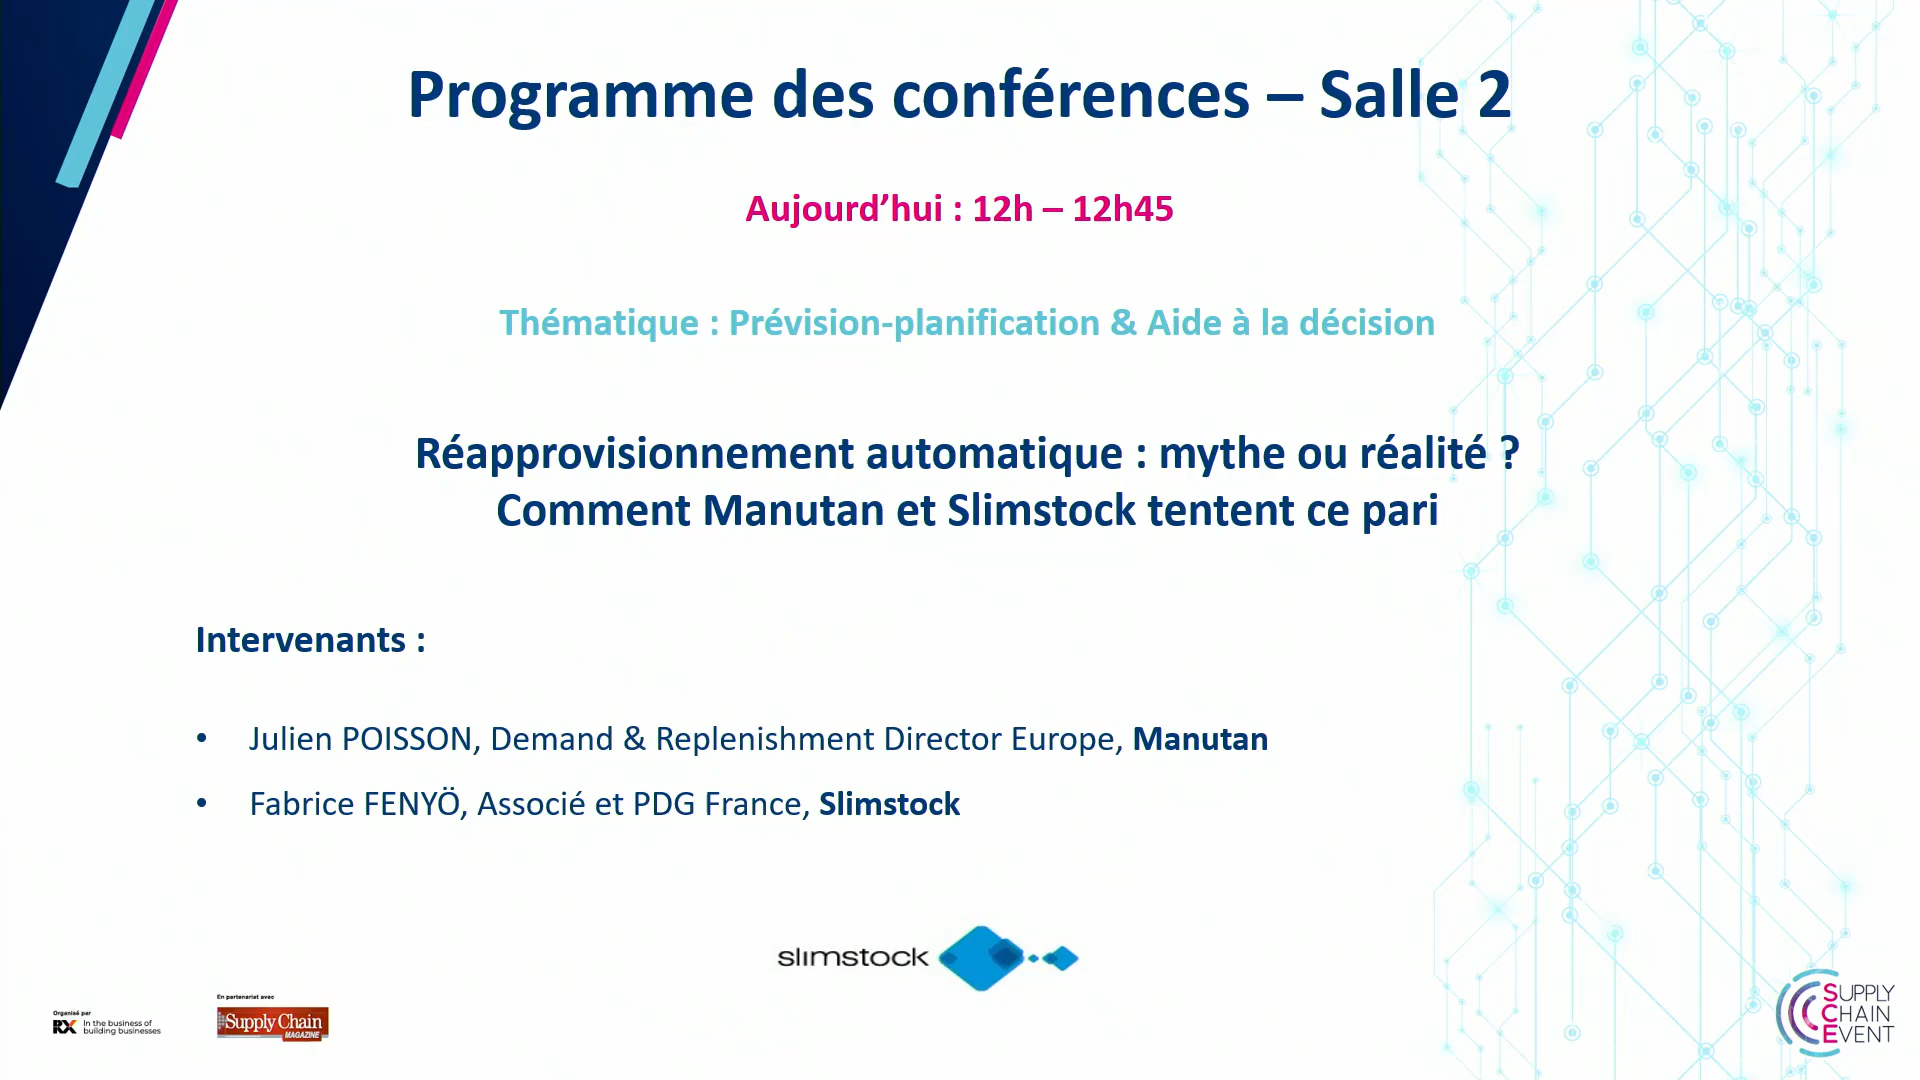 Programme des conférences – Salle 2
Aujourd’hui : 12h – 12h45
Thématique : Prévision-planification & Aide à la décision
Réapprovisionnement automatique : mythe ou réalité ?
Comment Manutan et Slimstock tentent ce pari
Intervenants :
• Julien POISSON, Demand & Replenishment Director Europe, Manutan
• Fabrice FENYÖ, Associé et PDG France, Slimstock
slimstock
Organisé par
RX In the business of
building businesses
En partenariat avec
Supply Chain
MAGAZINE
SUPPLY
CHAIN
EVENT